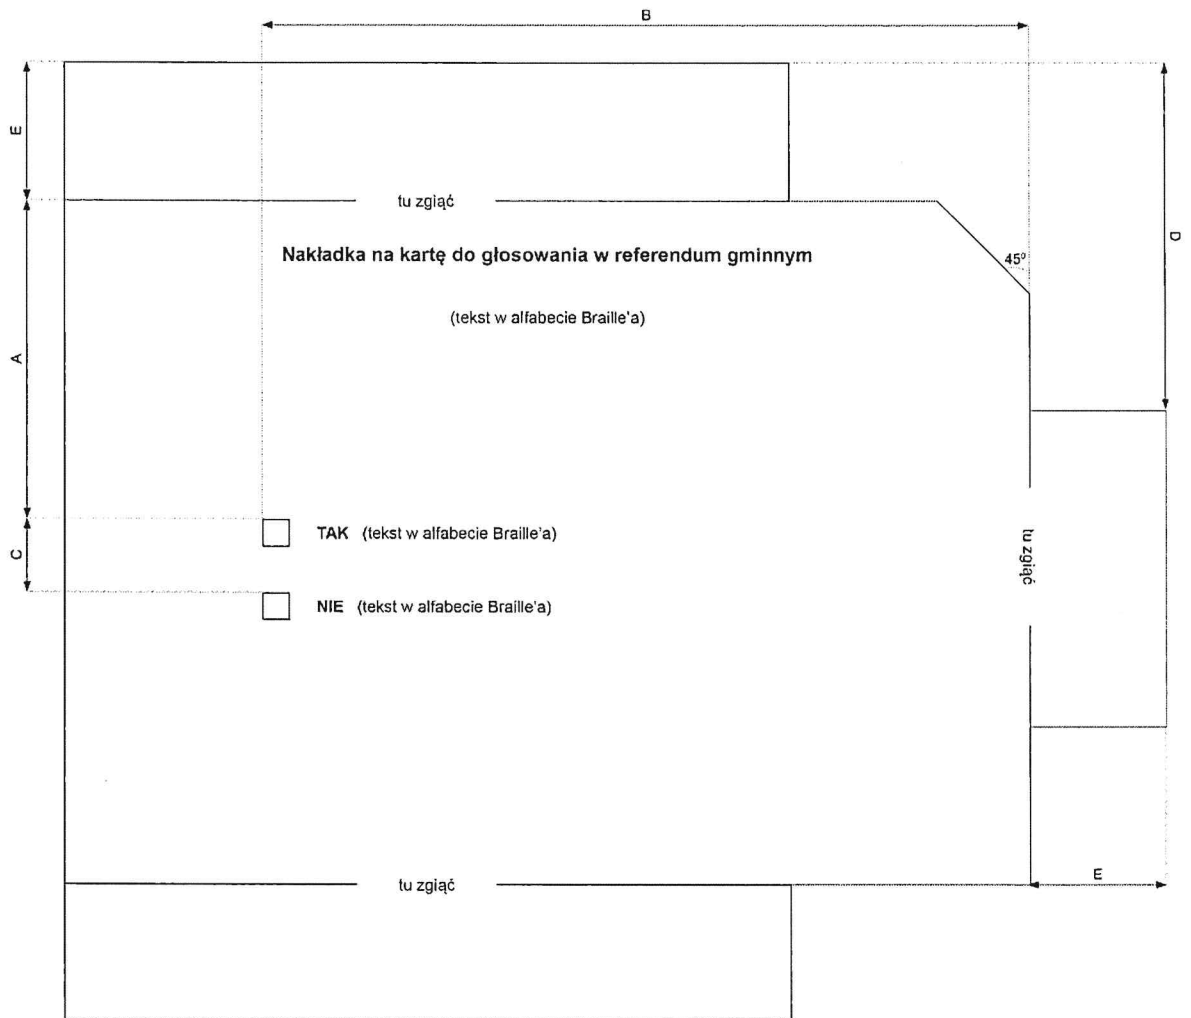 B
E
tu zgiąć
D
Nakładka na kartę do głosowania w referendum gminnym
45⁰
(tekst w alfabecie Braille'a)
A
TAK (tekst w alfabecie Braille'a)
C
tu zgiąć
NIE (tekst w alfabecie Braille'a)
tu zgiąć
E